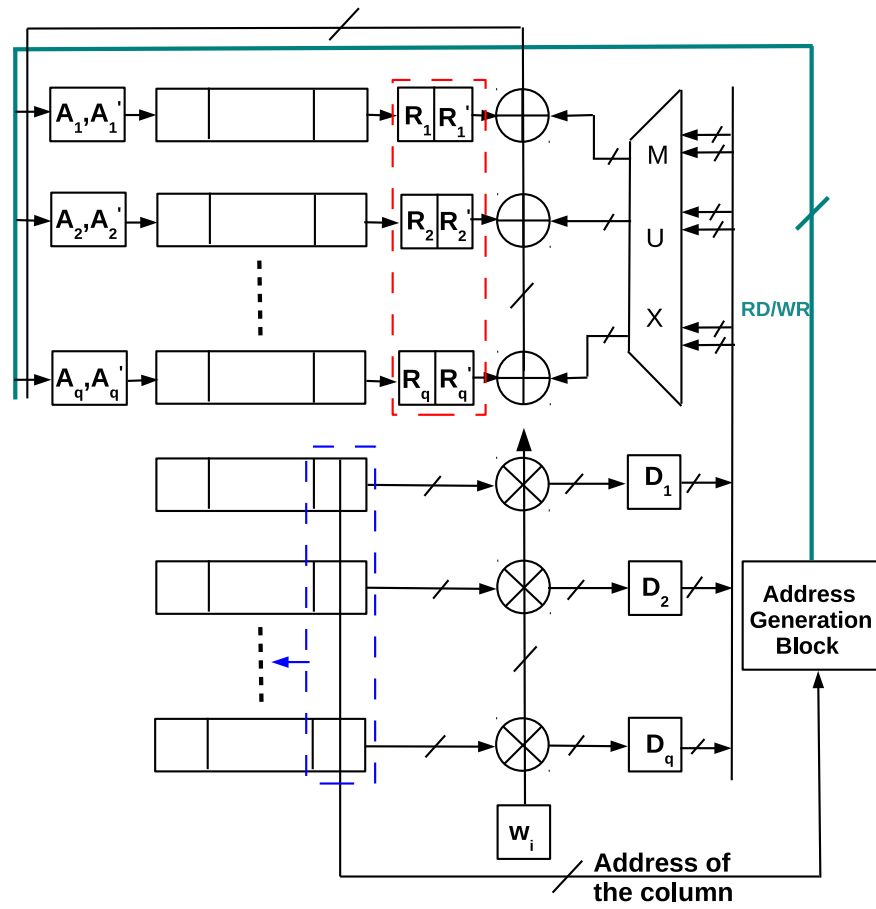 A1,A1' R1 R1' M
A2,A2' R2 R2' U
RD/WR
X
Aq,Aq' Rq Rq'
D1
D2
Address
Generation
Block
Dq
wi
Address of
the column